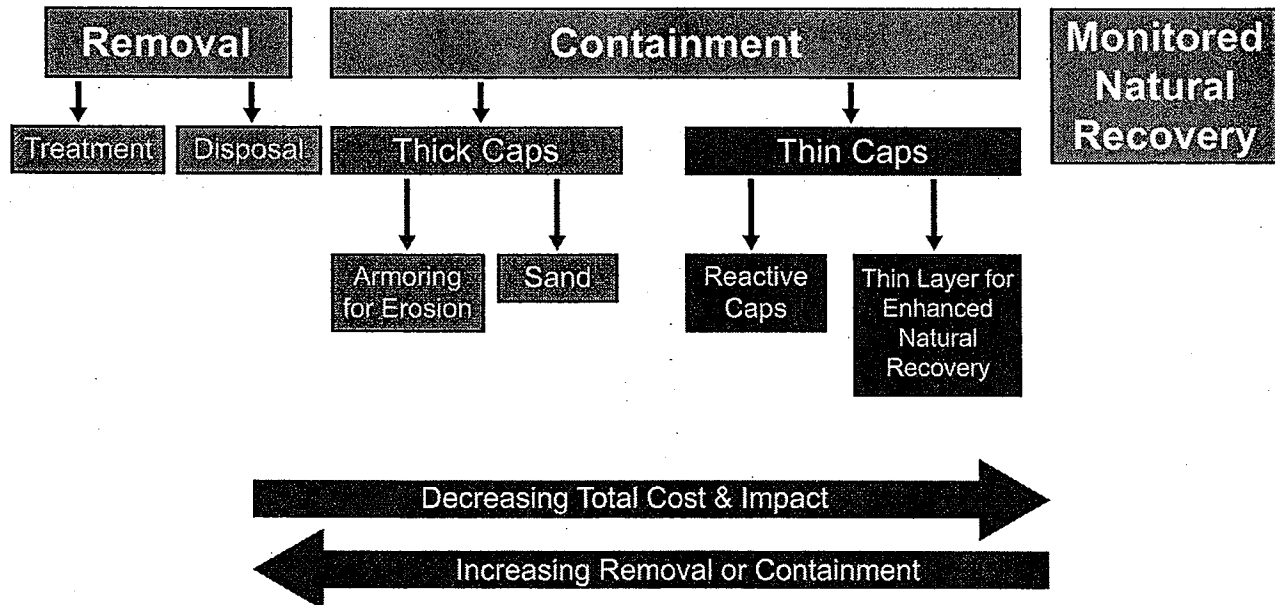 Removal
Containment
Monitored
Natural
Recovery
Treatment
Disposal
Thick Caps
Thin Caps
Armoring
for Erosion
Sand
Reactive
Caps
Thin Layer for
Enhanced
Natural
Recovery
Decreasing Total Cost & Impact
Increasing Removal or Containment